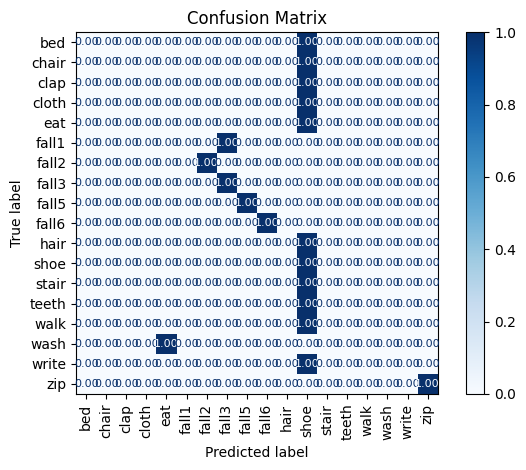 Confusion Matrix
True label
bed 0.00 0.00 0.00 0.00 0.00 0.00 0.00 0.00 0.00 0.00 0.00 1.00 0.00 0.00 0.00 0.00 0.00 0.00
chair 0.00 0.00 0.00 0.00 0.00 0.00 0.00 0.00 0.00 0.00 0.00 1.00 0.00 0.00 0.00 0.00 0.00 0.00
clap 0.00 0.00 0.00 0.00 0.00 0.00 0.00 0.00 0.00 0.00 0.00 1.00 0.00 0.00 0.00 0.00 0.00 0.00
cloth 0.00 0.00 0.00 0.00 0.00 0.00 0.00 0.00 0.00 0.00 0.00 1.00 0.00 0.00 0.00 0.00 0.00 0.00
eat 0.00 0.00 0.00 0.00 0.00 0.00 0.00 0.00 0.00 0.00 0.00 1.00 0.00 0.00 0.00 0.00 0.00 0.00
fall1 0.00 0.00 0.00 0.00 0.00 0.00 0.00 1.00 0.00 0.00 0.00 0.00 0.00 0.00 0.00 0.00 0.00 0.00
fall2 0.00 0.00 0.00 0.00 0.00 0.00 1.00 0.00 0.00 0.00 0.00 0.00 0.00 0.00 0.00 0.00 0.00 0.00
fall3 0.00 0.00 0.00 0.00 0.00 0.00 0.00 1.00 0.00 0.00 0.00 0.00 0.00 0.00 0.00 0.00 0.00 0.00
fall5 0.00 0.00 0.00 0.00 0.00 0.00 0.00 0.00 1.00 0.00 0.00 0.00 0.00 0.00 0.00 0.00 0.00 0.00
fall6 0.00 0.00 0.00 0.00 0.00 0.00 0.00 0.00 0.00 1.00 0.00 0.00 0.00 0.00 0.00 0.00 0.00 0.00
hair 0.00 0.00 0.00 0.00 0.00 0.00 0.00 0.00 0.00 0.00 0.00 1.00 0.00 0.00 0.00 0.00 0.00 0.00
shoe 0.00 0.00 0.00 0.00 0.00 0.00 0.00 0.00 0.00 0.00 0.00 1.00 0.00 0.00 0.00 0.00 0.00 0.00
stair 0.00 0.00 0.00 0.00 0.00 0.00 0.00 0.00 0.00 0.00 0.00 1.00 0.00 0.00 0.00 0.00 0.00 0.00
teeth 0.00 0.00 0.00 0.00 0.00 0.00 0.00 0.00 0.00 0.00 0.00 1.00 0.00 0.00 0.00 0.00 0.00 0.00
walk 0.00 0.00 0.00 0.00 0.00 0.00 0.00 0.00 0.00 0.00 0.00 1.00 0.00 0.00 0.00 0.00 0.00 0.00
wash 0.00 0.00 0.00 0.00 1.00 0.00 0.00 0.00 0.00 0.00 0.00 0.00 0.00 0.00 0.00 0.00 0.00 0.00
write 0.00 0.00 0.00 0.00 0.00 0.00 0.00 0.00 0.00 0.00 0.00 1.00 0.00 0.00 0.00 0.00 0.00 0.00
zip 0.00 0.00 0.00 0.00 0.00 0.00 0.00 0.00 0.00 0.00 0.00 0.00 0.00 0.00 0.00 0.00 0.00 1.00
bed chair clap cloth eat fall1 fall2 fall3 fall5 fall6 hair shoe stair teeth walk wash write zip
Predicted label
1.0
0.8
0.6
0.4
0.2
0.0